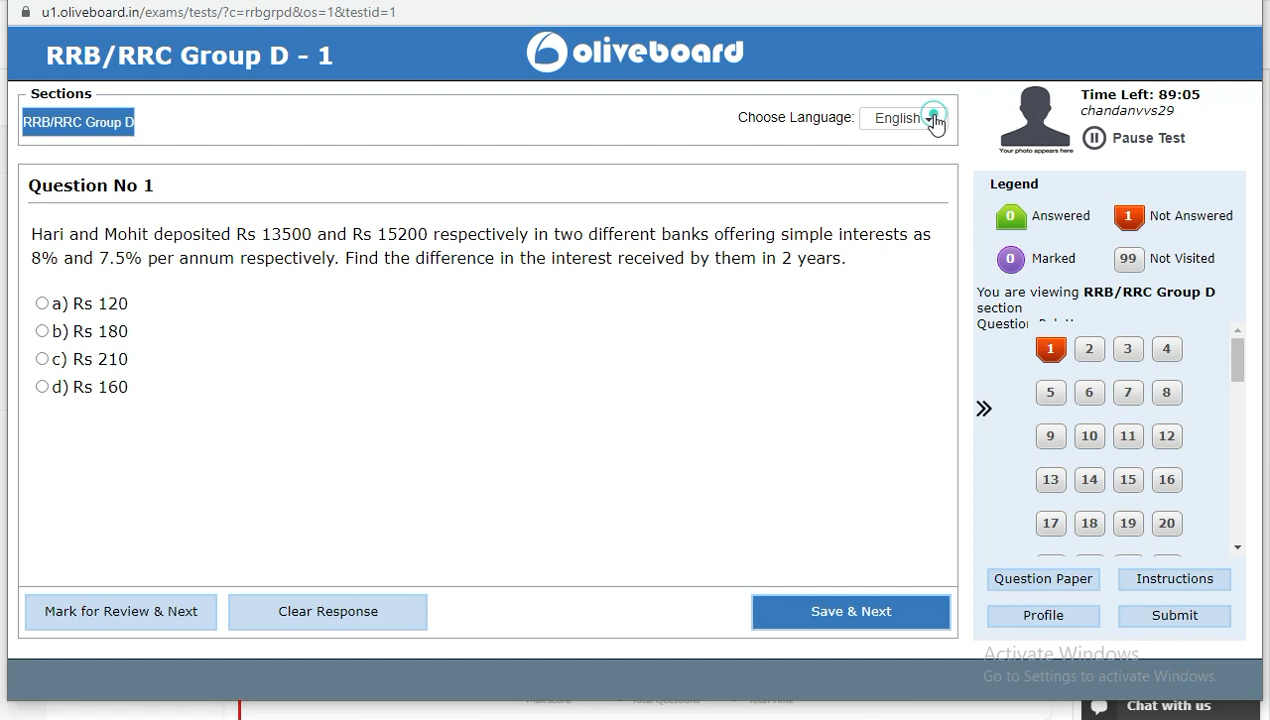 u1.oliveboard.in/exams/tests/?c=rrbgrpd&os=1&testid=1
RRB/RRC Group D - 1
oliveboard
Sections
RRB/RRC Group D
Choose Language: English
Time Left: 89:05
chandanvvs29
Pause Test
Your photo appears here
Question No 1
Hari and Mohit deposited Rs 13500 and Rs 15200 respectively in two different banks offering simple interests as
8% and 7.5% per annum respectively. Find the difference in the interest received by them in 2 years.
a) Rs 120
b) Rs 180
c) Rs 210
d) Rs 160
Mark for Review & Next
Clear Response
Save & Next
Legend
0 Answered
1 Not Answered
0 Marked
99 Not Visited
You are viewing RRB/RRC Group D
section
1 2 3 4
5 6 7 8
9 10 11 12
13 14 15 16
17 18 19 20
Question Paper
Instructions
Profile
Submit
Activate Windows
Go to Settings to activate Windows.
Chat with us